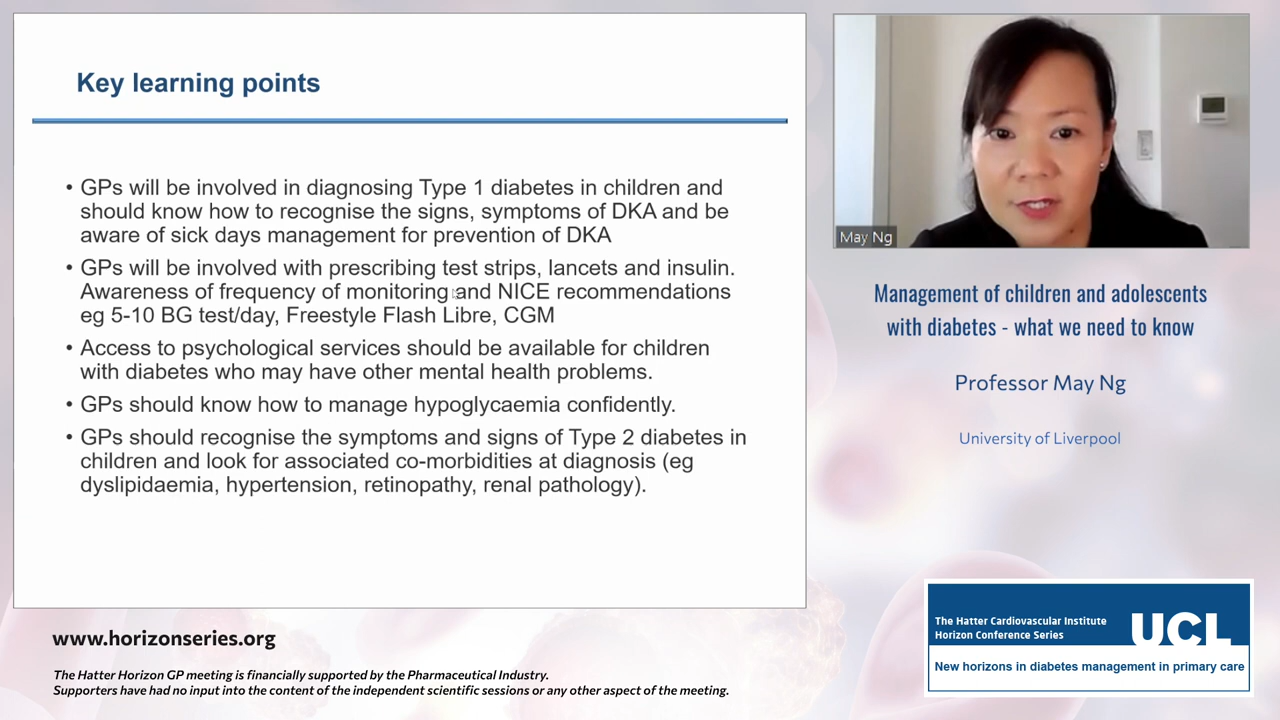 Key learning points
• GPs will be involved in diagnosing Type 1 diabetes in children and
should know how to recognise the signs, symptoms of DKA and be
aware of sick days management for prevention of DKA
• GPs will be involved with prescribing test strips, lancets and insulin.
Awareness of frequency of monitoring and NICE recommendations
eg 5-10 BG test/day, Freestyle Flash Libre, CGM
• Access to psychological services should be available for children
with diabetes who may have other mental health problems.
• GPs should know how to manage hypoglycaemia confidently.
• GPs should recognise the symptoms and signs of Type 2 diabetes in
children and look for associated co-morbidities at diagnosis (eg
dyslipidaemia, hypertension, retinopathy, renal pathology).
May Ng
Management of children and adolescents
with diabetes - what we need to know
Professor May Ng
University of Liverpool
www.horizonseries.org
The Hatter Horizon GP meeting is financially supported by the Pharmaceutical Industry.
Supporters have had no input into the content of the independent scientific sessions or any other aspect of the meeting.
The Hatter Cardiovascular Institute
Horizon Conference Series
UCL
New horizons in diabetes management in primary care